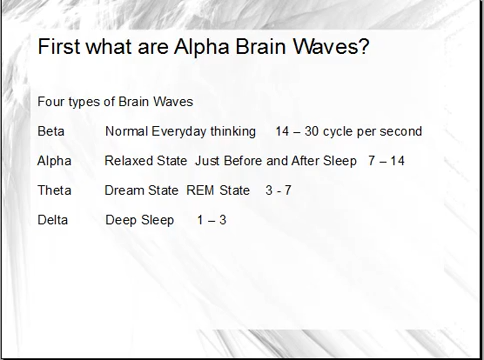 First what are Alpha Brain Waves?
Four types of Brain Waves
Beta Normal Everyday thinking 14 – 30 cycle per second
Alpha Relaxed State Just Before and After Sleep 7 – 14
Theta Dream State REM State 3 - 7
Delta Deep Sleep 1 – 3